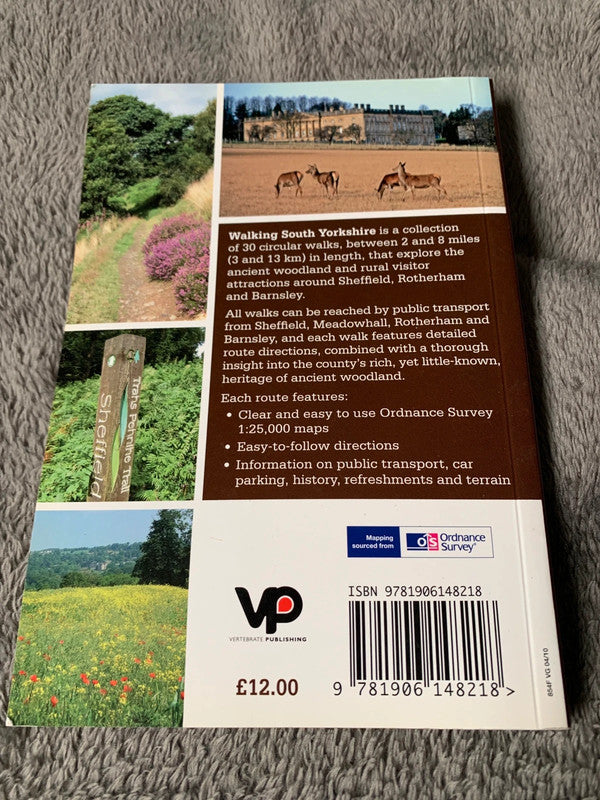 Walking South Yorkshire is a collection
of 30 circular walks, between 2 and 8 miles
(3 and 13 km) in length, that explore the
ancient woodland and rural visitor
attractions around Sheffield, Rotherham
and Barnsley.
All walks can be reached by public transport
from Sheffield, Meadowhall, Rotherham and
Barnsley, and each walk features detailed
route directions, combined with a thorough
insight into the county's rich, yet little-known,
heritage of ancient woodland.
Each route features:
• Clear and easy to use Ordnance Survey
1:25,000 maps
• Easy-to-follow directions
• Information on public transport, car
parking, history, refreshments and terrain
Trans Pennine Trail
Sheffield
Mapping
sourced from
OS Ordnance
Survey®
VP
VERTEBRATE PUBLISHING
£12.00
ISBN 9781906148218
9 781906 148218 >
854F VG 04/10